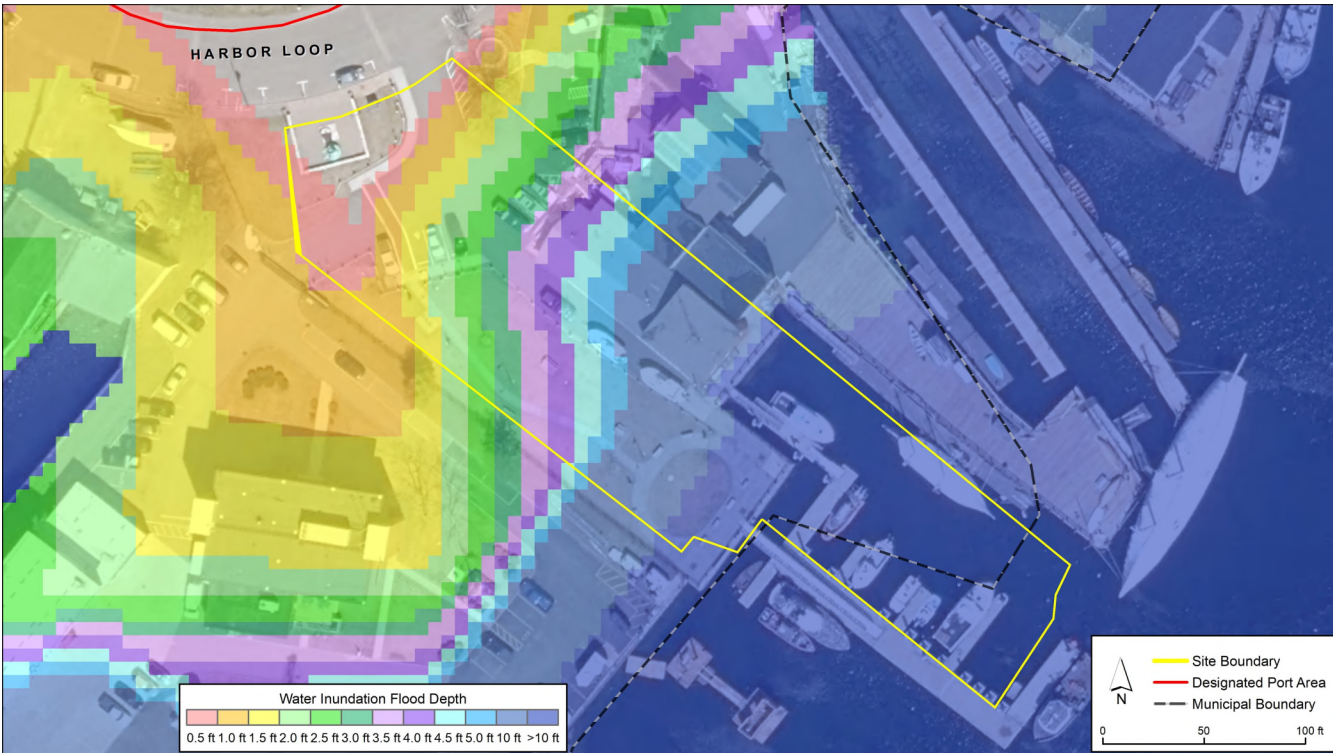 HARBOR LOOP
Water Inundation Flood Depth
0.5 ft 1.0 ft 1.5 ft 2.0 ft 2.5 ft 3.0 ft 3.5 ft 4.0 ft 4.5 ft 5.0 ft 10 ft >10 ft
Site Boundary
Designated Port Area
Municipal Boundary
N
0 50 100 ft